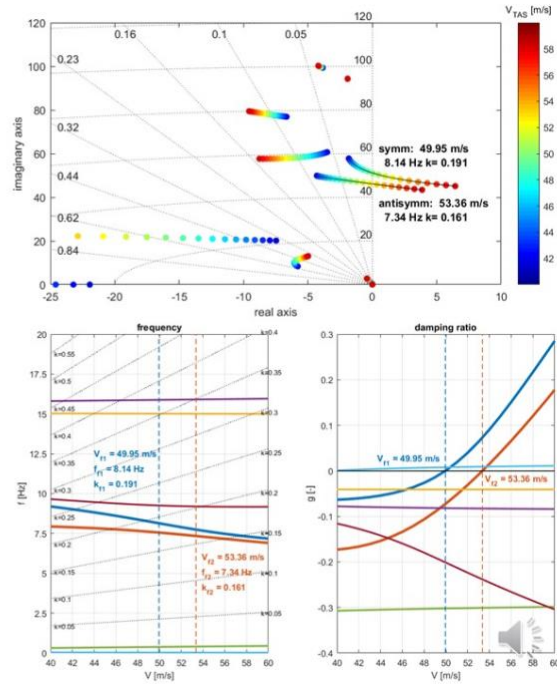 V_TAS [m/s]
0.16
0.1
0.05
120
120
100
80
60
40
20
0
0.23
0.32
0.44
0.62
0.84
100
80
60
40
20
0
imaginary axis
symm: 49.95 m/s
8.14 Hz k= 0.191
antisymm: 53.36 m/s
7.34 Hz k= 0.161
58
56
54
52
50
48
46
44
42
-25
-20
-15
-10
-5
0
5
10
real axis
frequency
20
17.5
15
12.5
10
7.5
5
2.5
0
f [Hz]
k=0.55
k=0.5
k=0.45
k=0.4
k=0.35
k=0.3
k=0.25
k=0.2
k=0.15
k=0.1
k=0.05
k=0.4
k=0.35
k=0.3
k=0.25
k=0.2
k=0.15
k=0.1
k=0.05
V_f1 = 49.95 m/s
f_f1 = 8.14 Hz
k_f1 = 0.191
V_f2 = 53.36 m/s
f_f2 = 7.34 Hz
k_f2 = 0.161
40 42 44 46 48 50 52 54 56 58 60
V [m/s]
damping ratio
0.3
0.2
0.1
0
-0.1
-0.2
-0.3
-0.4
g [-]
V_f1 = 49.95 m/s
V_f2 = 53.36 m/s
40 42 44 46 48 50 52 54 56 58 60
V [m/s]